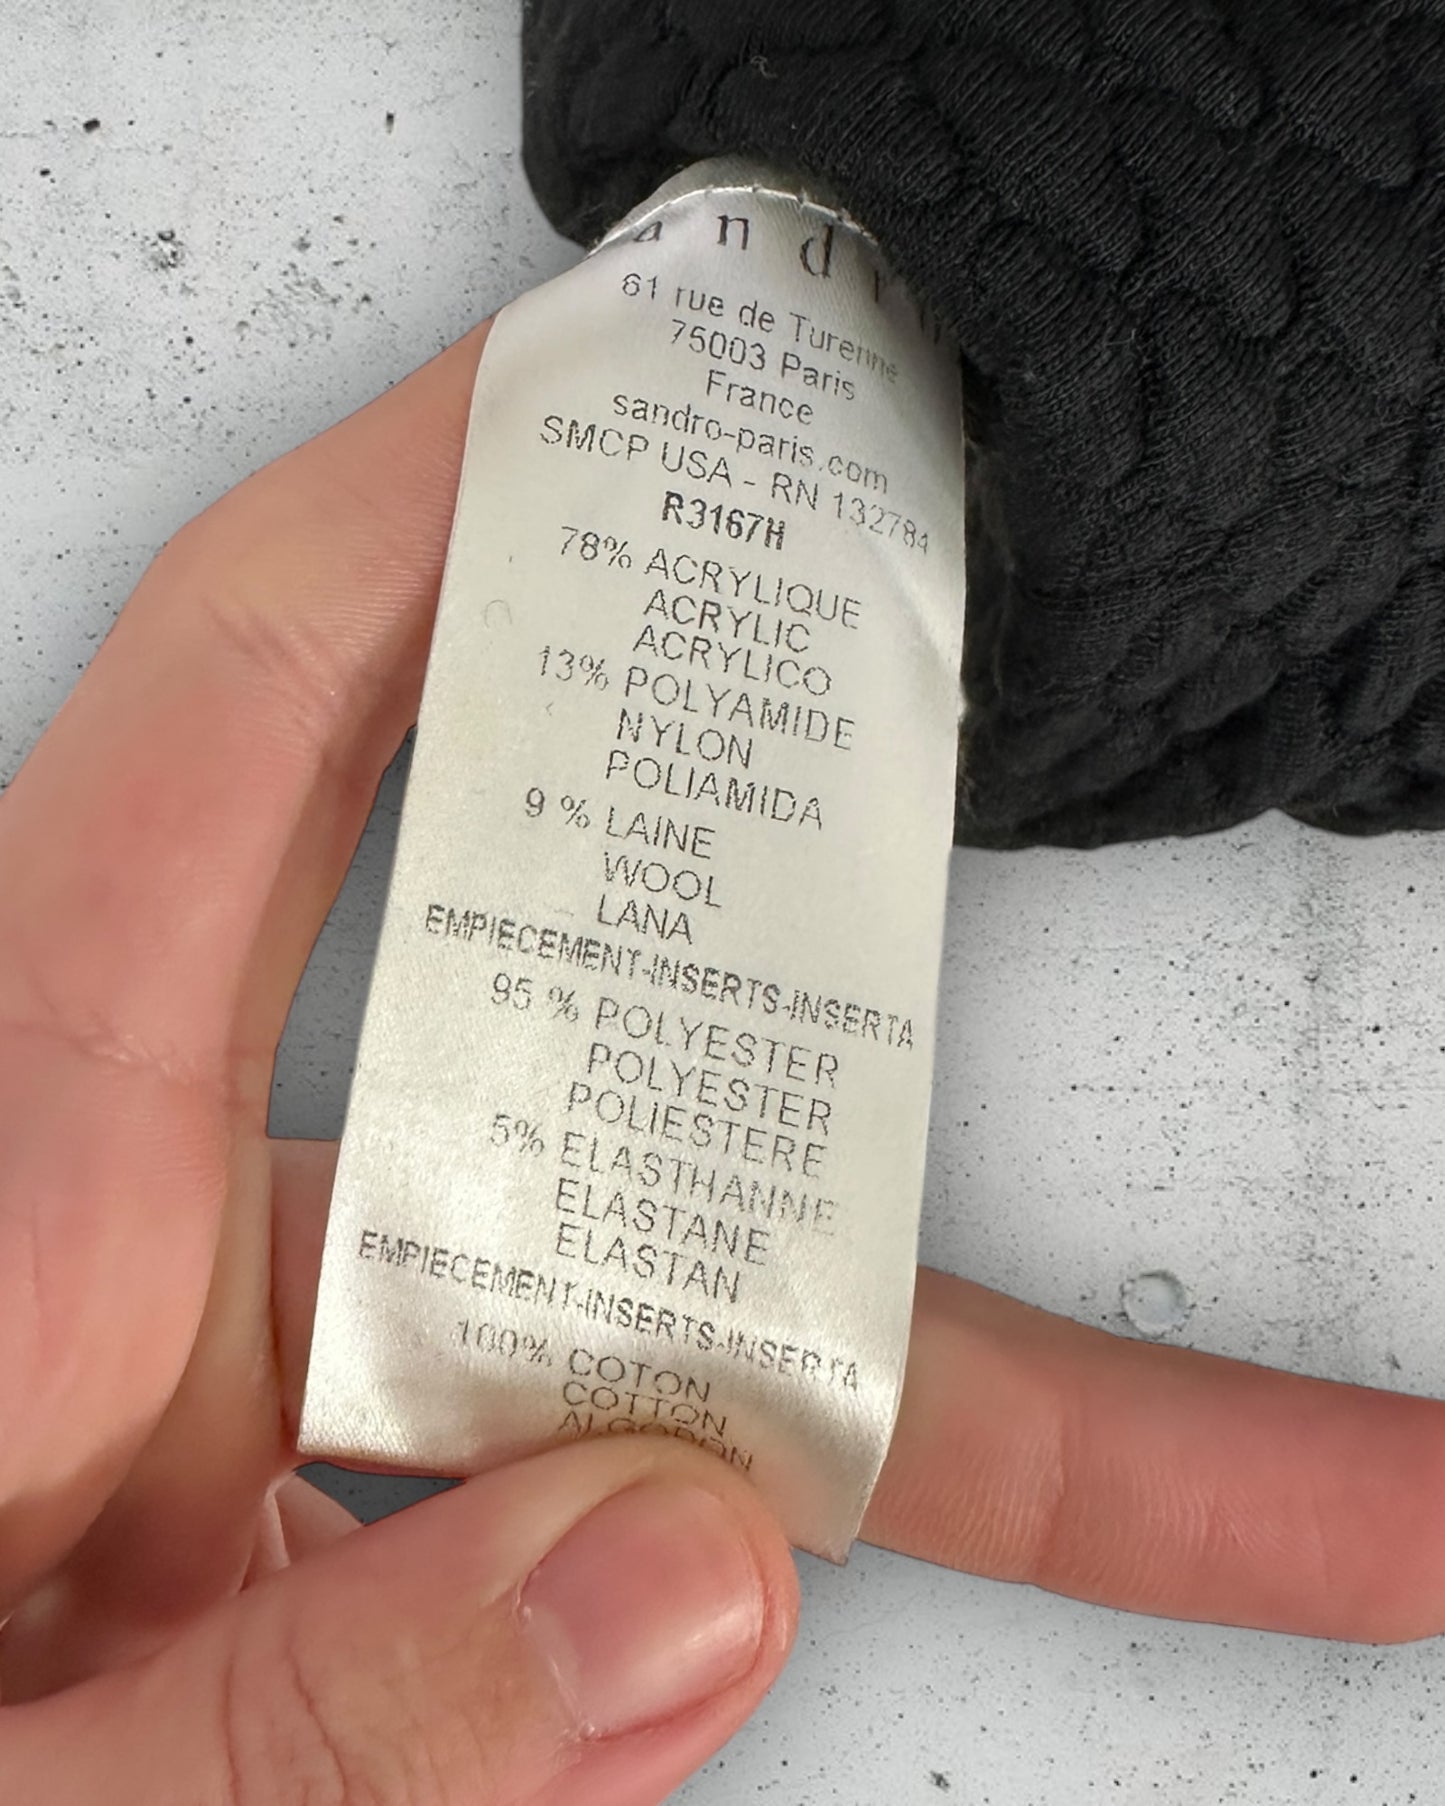 a n d r
61 rue de Turenne
75003 Paris
France
sandro-paris.com
SMCP USA - RN 132784
R3167H
78% ACRYLIQUE
ACRYLIC
ACRYLICO
13% POLYAMIDE
NYLON
POLIAMIDA
9 % LAINE
WOOL
LANA
EMPIECEMENT-INSERTS-INSERTA
95 % POLYESTER
POLYESTER
POLIESTERE
5% ELASTHANNE
ELASTANE
ELASTAN
EMPIECEMENT-INSERTS-INSERTA
100% COTON
COTTON
ALGODON